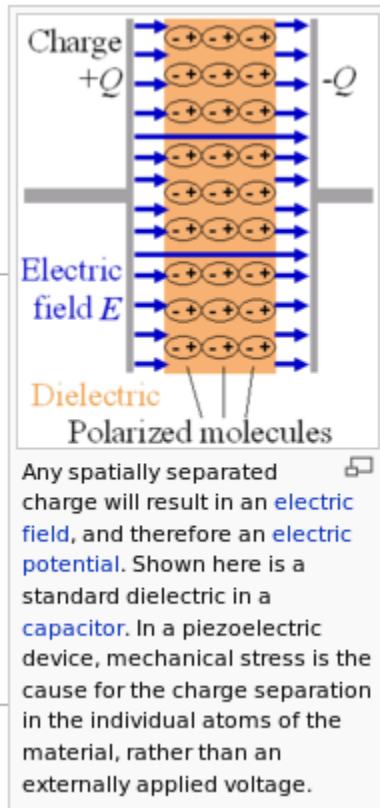 Charge
+Q
-Q
- + - + - +
- + - + - +
- + - + - +
- + - + - +
- + - + - +
- + - + - +
- + - + - +
- + - + - +
- + - + - +
Electric
field E
Dielectric
Polarized molecules
Any spatially separated
charge will result in an electric
field, and therefore an electric
potential. Shown here is a
standard dielectric in a
capacitor. In a piezoelectric
device, mechanical stress is the
cause for the charge separation
in the individual atoms of the
material, rather than an
externally applied voltage.